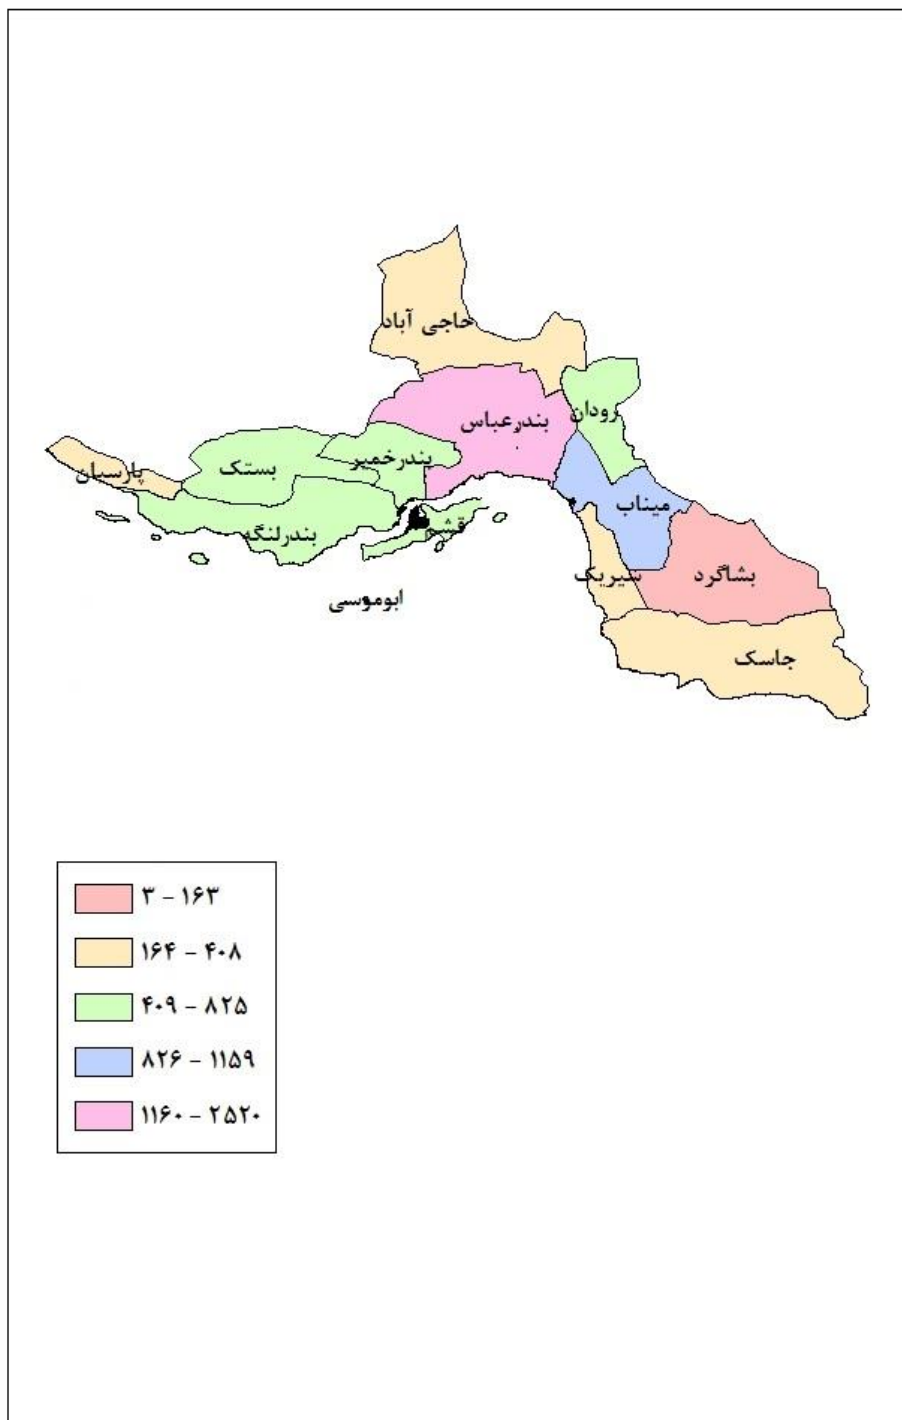 حاجی آباد
رودان
بندرعباس
بندرخمیر
بستک
پارسیان
میناب
قشم
بندرلنگه
سیریک
بشاگرد
ابوموسی
جاسک
۳ - ۱۶۳
۱۶۴ - ۴۰۸
۴۰۹ - ۸۲۵
۸۲۶ - ۱۱۵۹
۱۱۶۰ - ۲۵۲۰